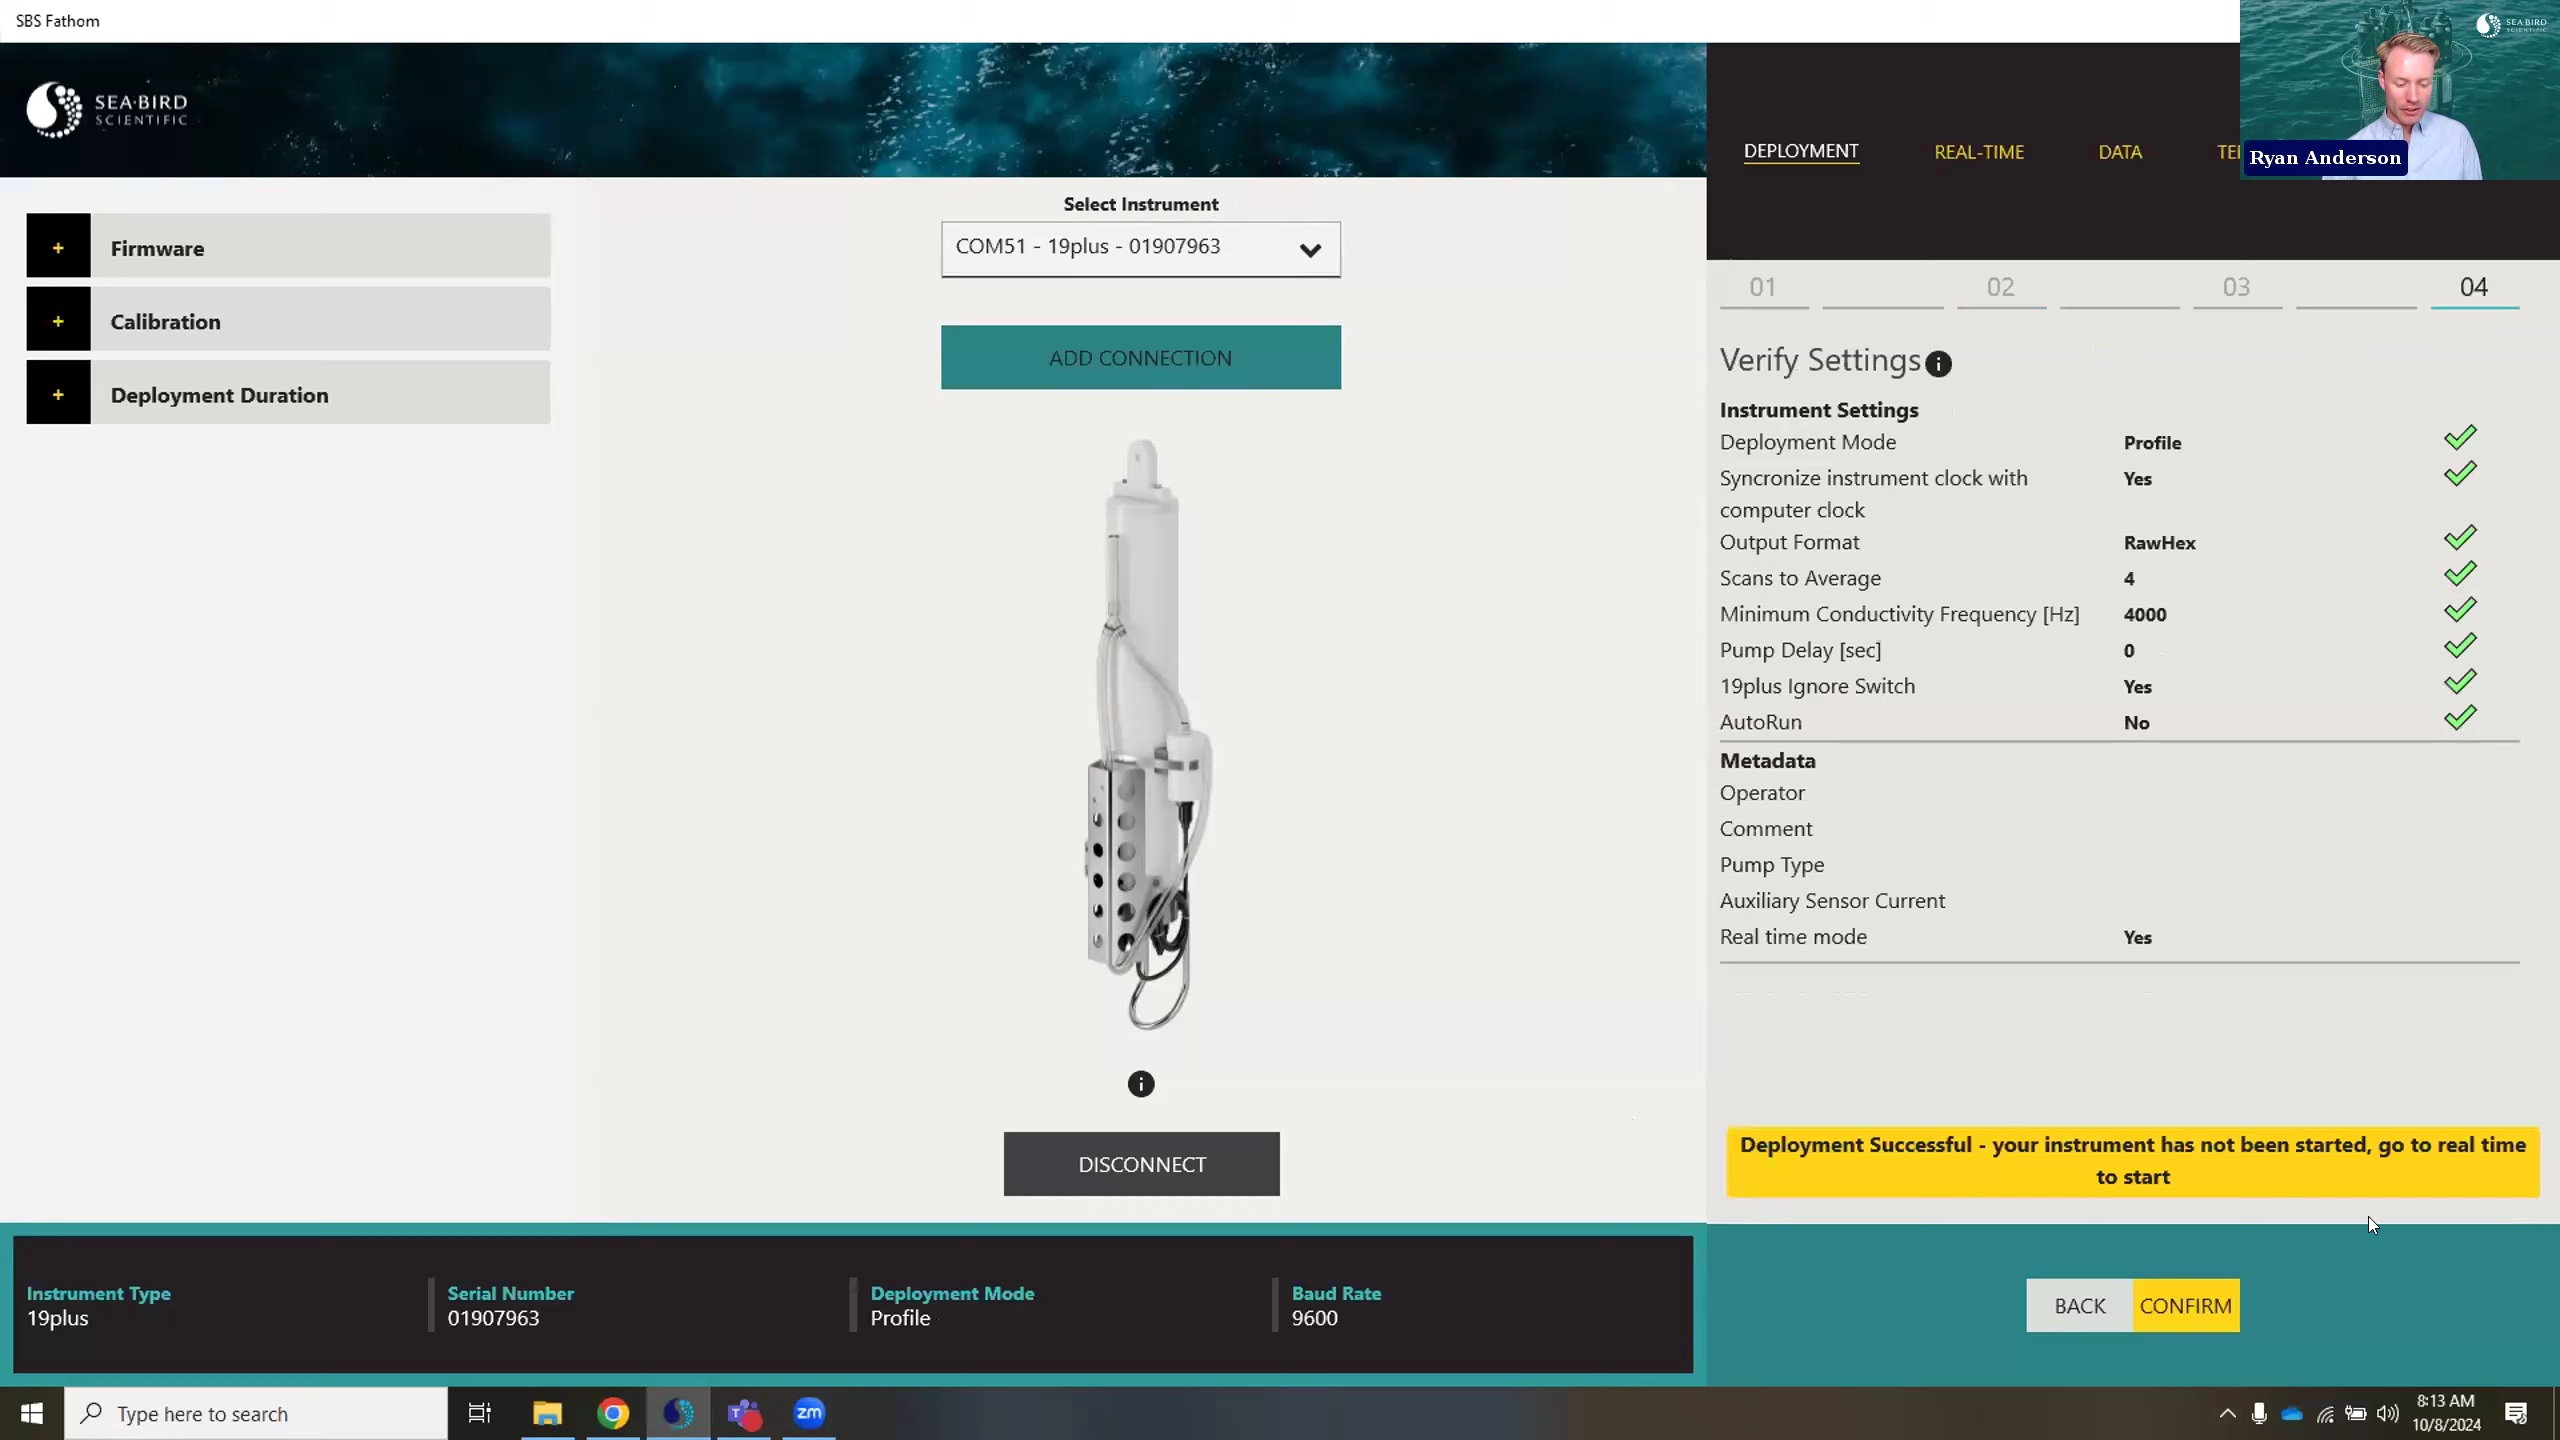 SBS Fathom
SEA·BIRD
SCIENTIFIC
SEA·BIRD
SCIENTIFIC
Ryan Anderson
DEPLOYMENT
REAL-TIME
DATA
Firmware
Calibration
Deployment Duration
Select Instrument
COM51 - 19plus - 01907963
ADD CONNECTION
DISCONNECT
01
02
03
04
Verify Settings
Instrument Settings
Deployment Mode Profile
Syncronize instrument clock with Yes
computer clock
Output Format RawHex
Scans to Average 4
Minimum Conductivity Frequency [Hz] 4000
Pump Delay [sec] 0
19plus Ignore Switch Yes
AutoRun No
Metadata
Operator
Comment
Pump Type
Auxiliary Sensor Current
Real time mode Yes
Deployment Successful - your instrument has not been started, go to real time
to start
BACK
CONFIRM
Instrument Type
19plus
Serial Number
01907963
Deployment Mode
Profile
Baud Rate
9600
Type here to search
zm
8:13 AM
10/8/2024